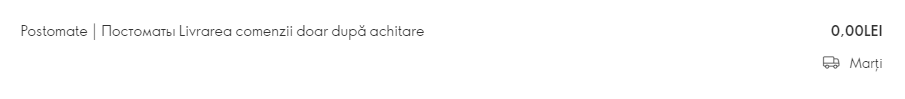 Postomate | Постоматы Livrarea comenzii doar după achitare
0,00LEI
Marți